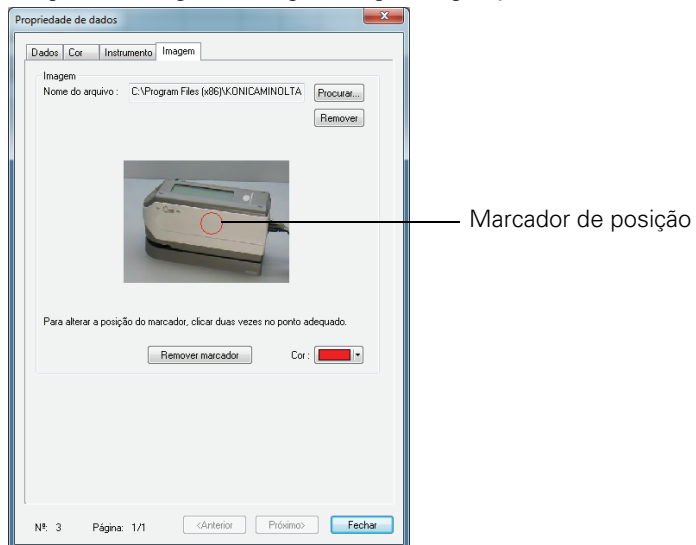 Propriedade de dados
Dados Cor Instrumento Imagem
Imagem
Nome do arquivo : C:\Program Files (x86)\KONICAMINOLTA Procurar...
Remover
Marcador de posição
Para alterar a posição do marcador, clicar duas vezes no ponto adequado.
Remover marcador Cor :
Nº: 3 Página: 1/1 <Anterior Próximo> Fechar